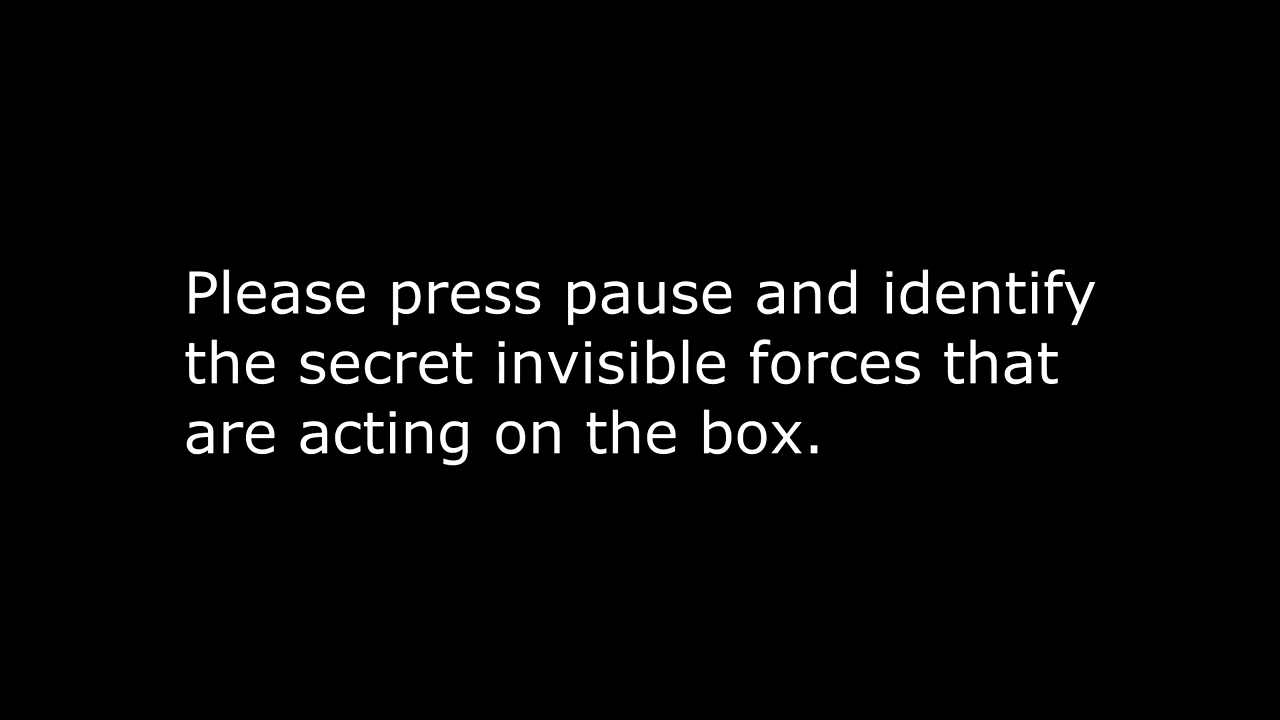 Please press pause and identify
the secret invisible forces that
are acting on the box.